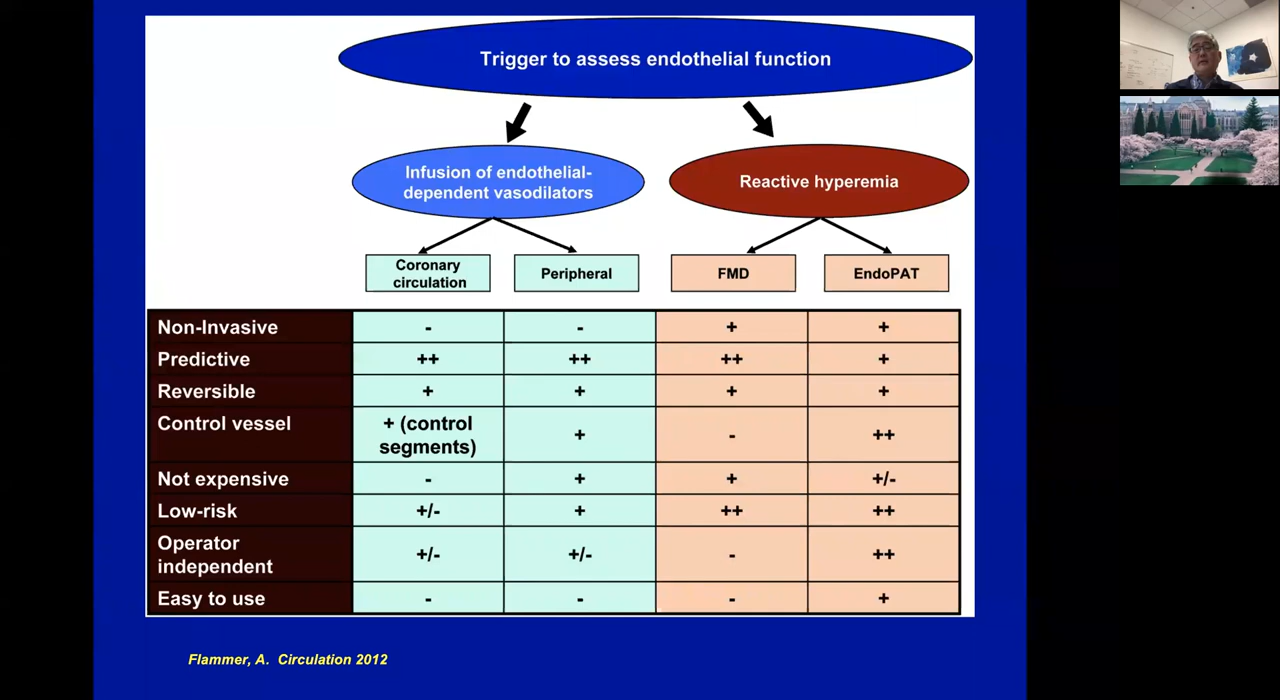 Trigger to assess endothelial function
Infusion of endothelial-
dependent vasodilators
Reactive hyperemia
Coronary
circulation
Peripheral
FMD
EndoPAT
Non-Invasive - - + +
Predictive ++ ++ ++ +
Reversible + + + +
Control vessel + (control
segments) + - ++
Not expensive - + + +/-
Low-risk +/- + ++ ++
Operator
independent +/- +/- - ++
Easy to use - - - +
Flammer, A. Circulation 2012